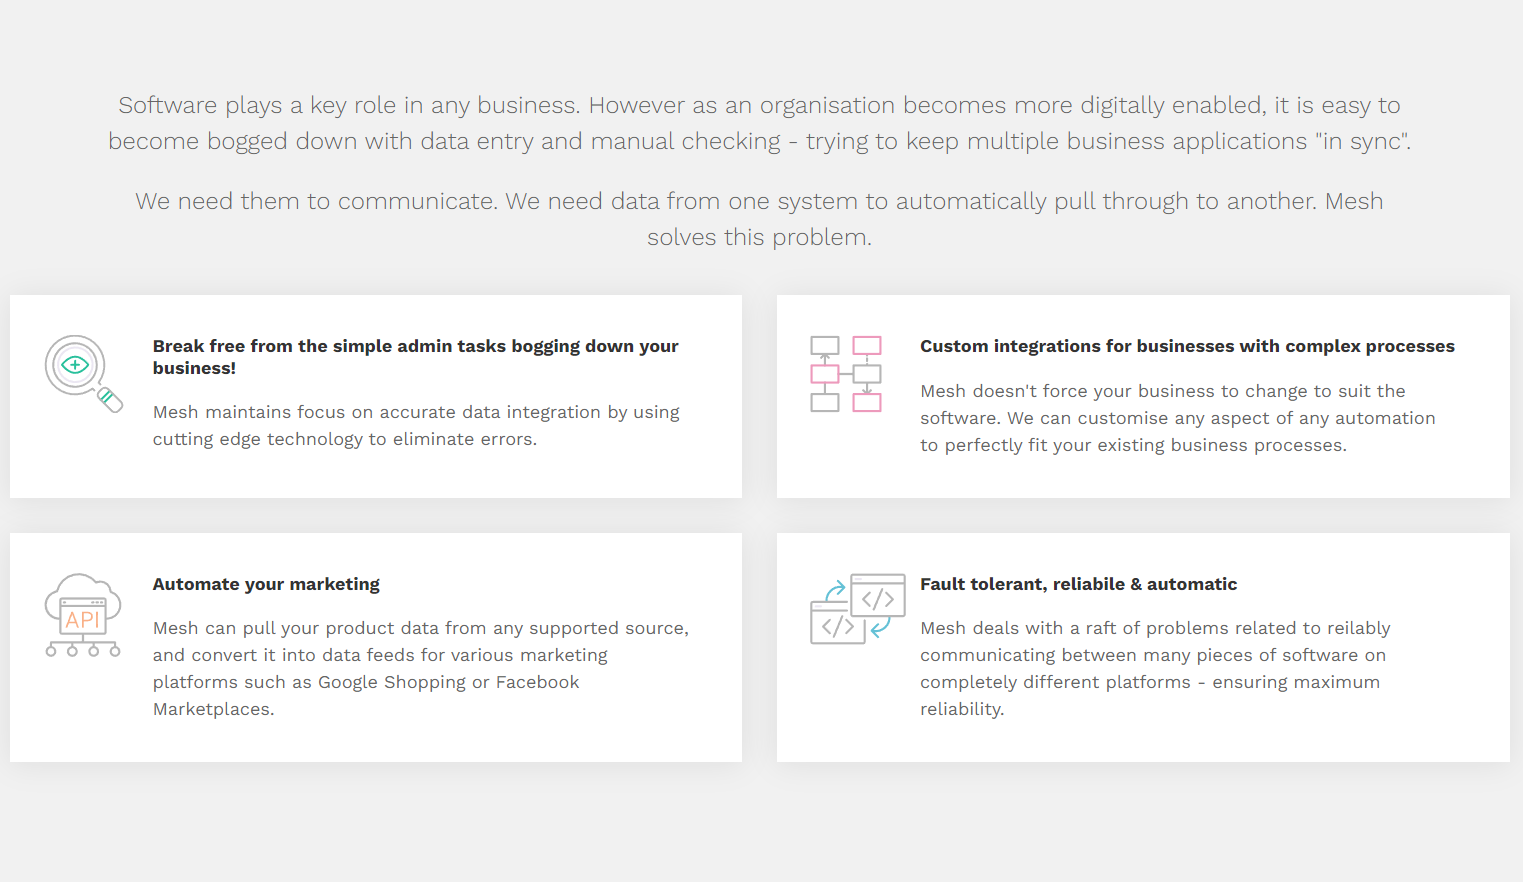 Software plays a key role in any business. However as an organisation becomes more digitally enabled, it is easy to
become bogged down with data entry and manual checking - trying to keep multiple business applications "in sync".
We need them to communicate. We need data from one system to automatically pull through to another. Mesh
solves this problem.
Break free from the simple admin tasks bogging down your
business!
Mesh maintains focus on accurate data integration by using
cutting edge technology to eliminate errors.
Custom integrations for businesses with complex processes
Mesh doesn't force your business to change to suit the
software. We can customise any aspect of any automation
to perfectly fit your existing business processes.
API
Automate your marketing
Mesh can pull your product data from any supported source,
and convert it into data feeds for various marketing
platforms such as Google Shopping or Facebook
Marketplaces.
</>
</>
Fault tolerant, reliabile & automatic
Mesh deals with a raft of problems related to reilably
communicating between many pieces of software on
completely different platforms - ensuring maximum
reliability.